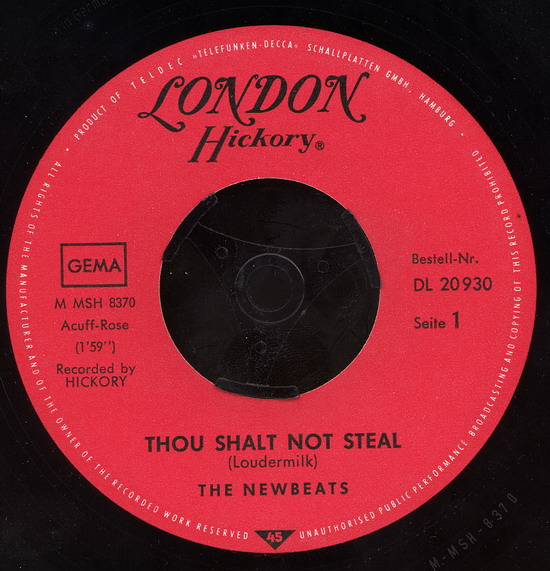 • PRODUCT OF TELDEC »TELEFUNKEN-DECCA« SCHALLPLATTEN GMBH. HAMBURG •
LONDON
Hickory®
GEMA
M MSH 8370
Acuff-Rose
(1'59'')
Recorded by
HICKORY
Bestell-Nr.
DL 20930
Seite 1
THOU SHALT NOT STEAL
(Loudermilk)
THE NEWBEATS
ALL RIGHTS OF THE MANUFACTURER AND OF THE OWNER OF THE RECORDED WORK RESERVED
45
UNAUTHORISED PUBLIC PERFORMANCE BROADCASTING AND COPYING OF THIS RECORD PROHIBITED
M-MSH-8370